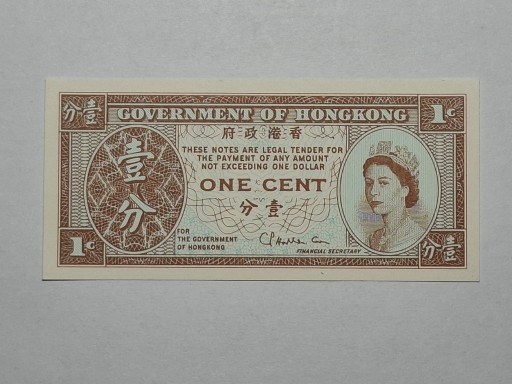 分壹 GOVERNMENT OF HONGKONG 1c
府政港香
THESE NOTES ARE LEGAL TENDER FOR
THE PAYMENT OF ANY AMOUNT
NOT EXCEEDING ONE DOLLAR
壹分
ONE CENT
分壹
FOR
THE GOVERNMENT
OF HONGKONG
FINANCIAL SECRETARY
1c
分壹